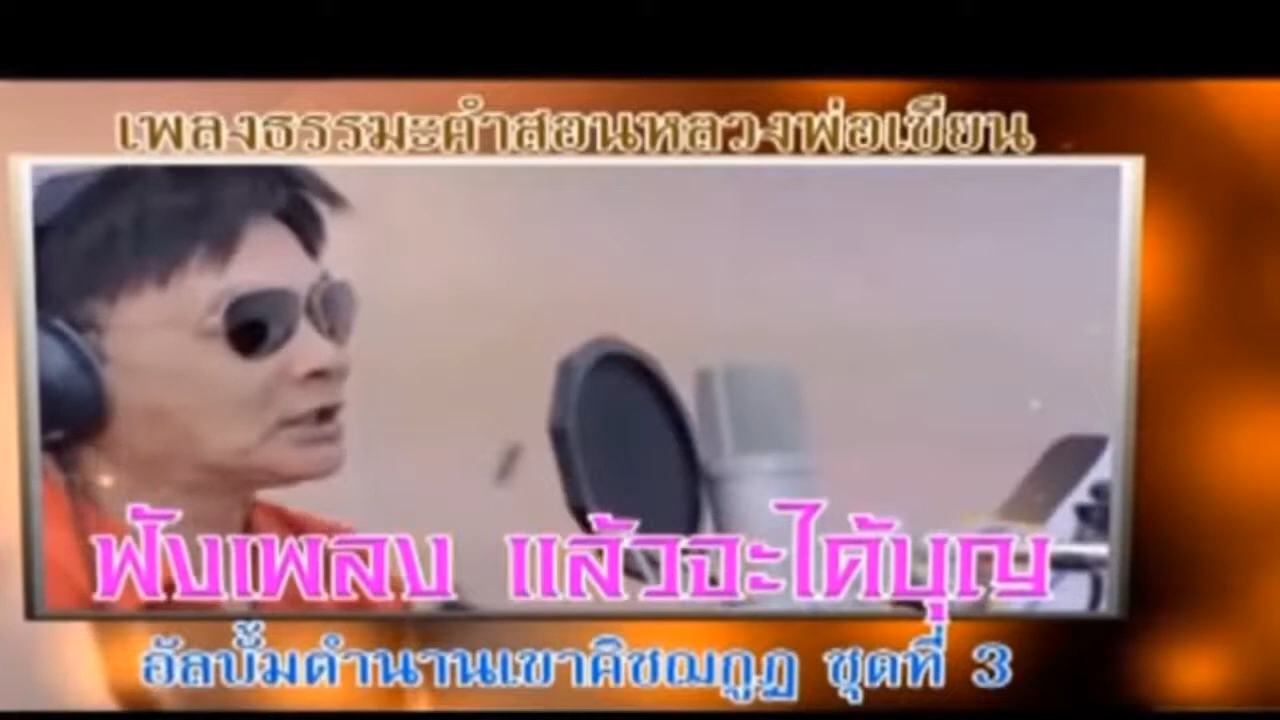 เพลงธรรมะคำสอนหลวงพ่อเขียน
ฟังเพลง แล้วจะได้บุญ
อัลบั้มตำนานเขาคิชฌกูฏ ชุดที่ 3